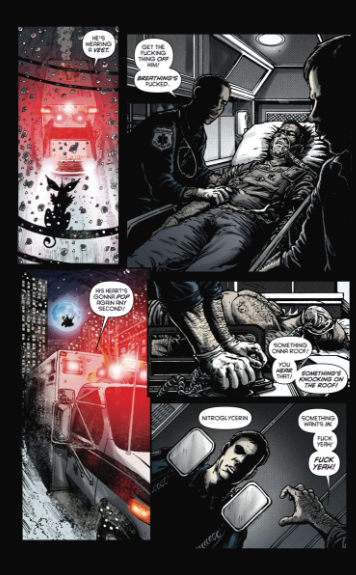 HE'S
WEARING
A VEST.
GET THE
FUCKING
THING OFF
HIM!
BREATHING'S
FUCKED.
HIS HEART'S
GONNA POP
AGAIN ANY
SECOND!
SOMETHING
ONNA ROOF!
YOU
HEAR
THAT!
SOMETHING'S
KNOCKING ON
THE ROOF!
NITROGLYCERIN
SOMETHING
WANTS IN.
FUCK
YEAH!
FUCK
YEAH!